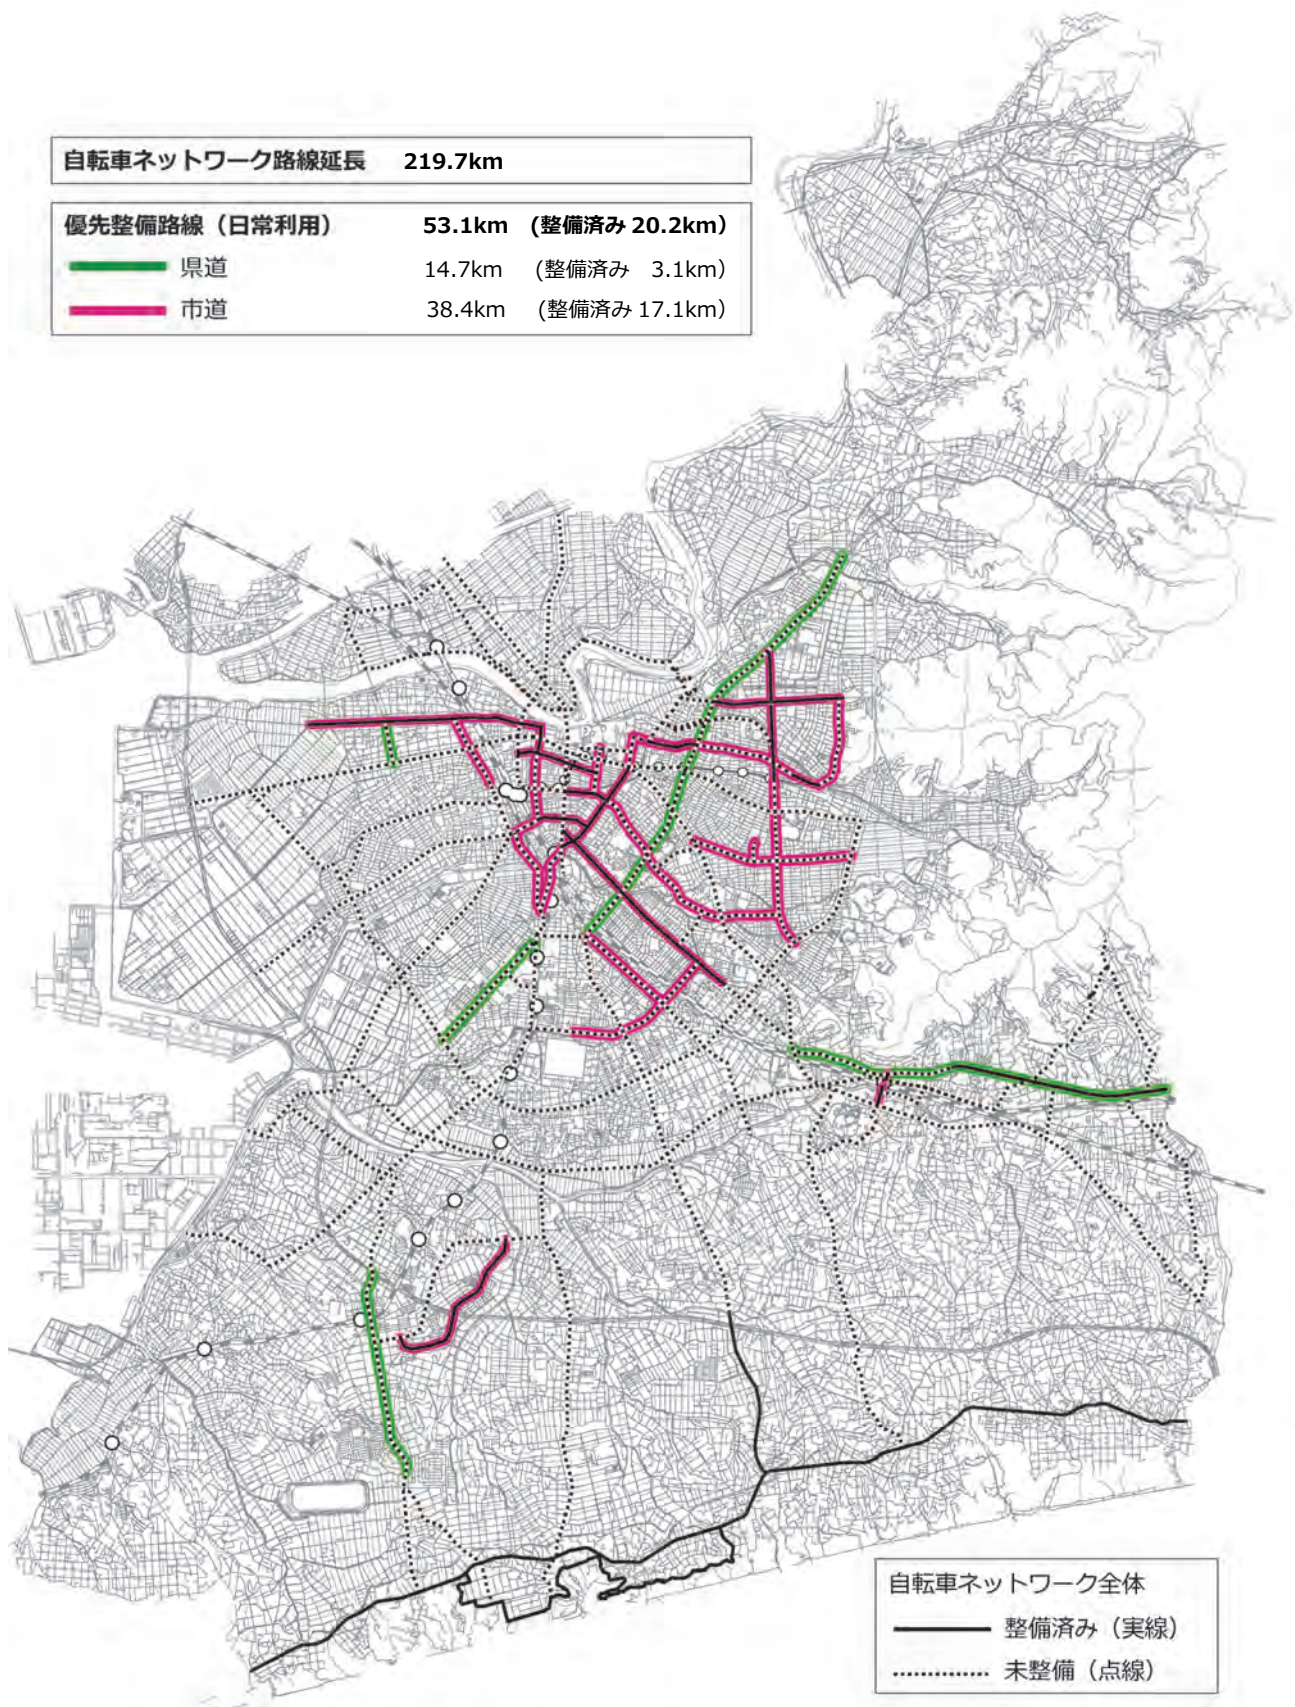 自転車ネットワーク路線延長 219.7km
優先整備路線（日常利用） 53.1km (整備済み 20.2km)
県道 14.7km (整備済み 3.1km)
市道 38.4km (整備済み 17.1km)
自転車ネットワーク全体
整備済み（実線）
未整備（点線）